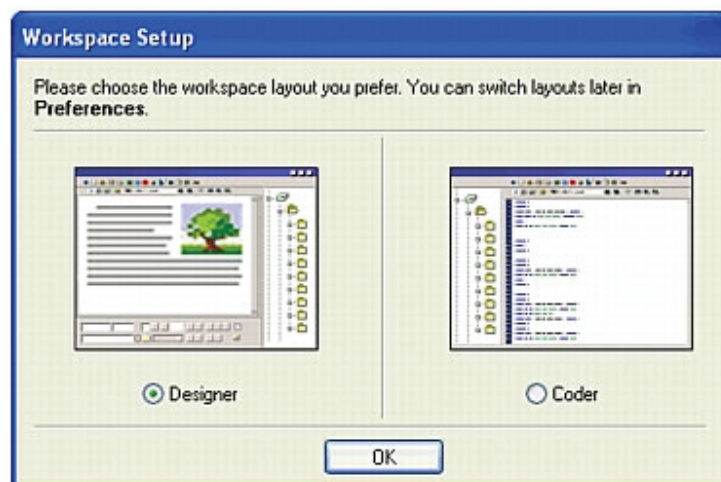 Workspace Setup
Please choose the workspace layout you prefer. You can switch layouts later in
Preferences.
Designer
Coder
OK